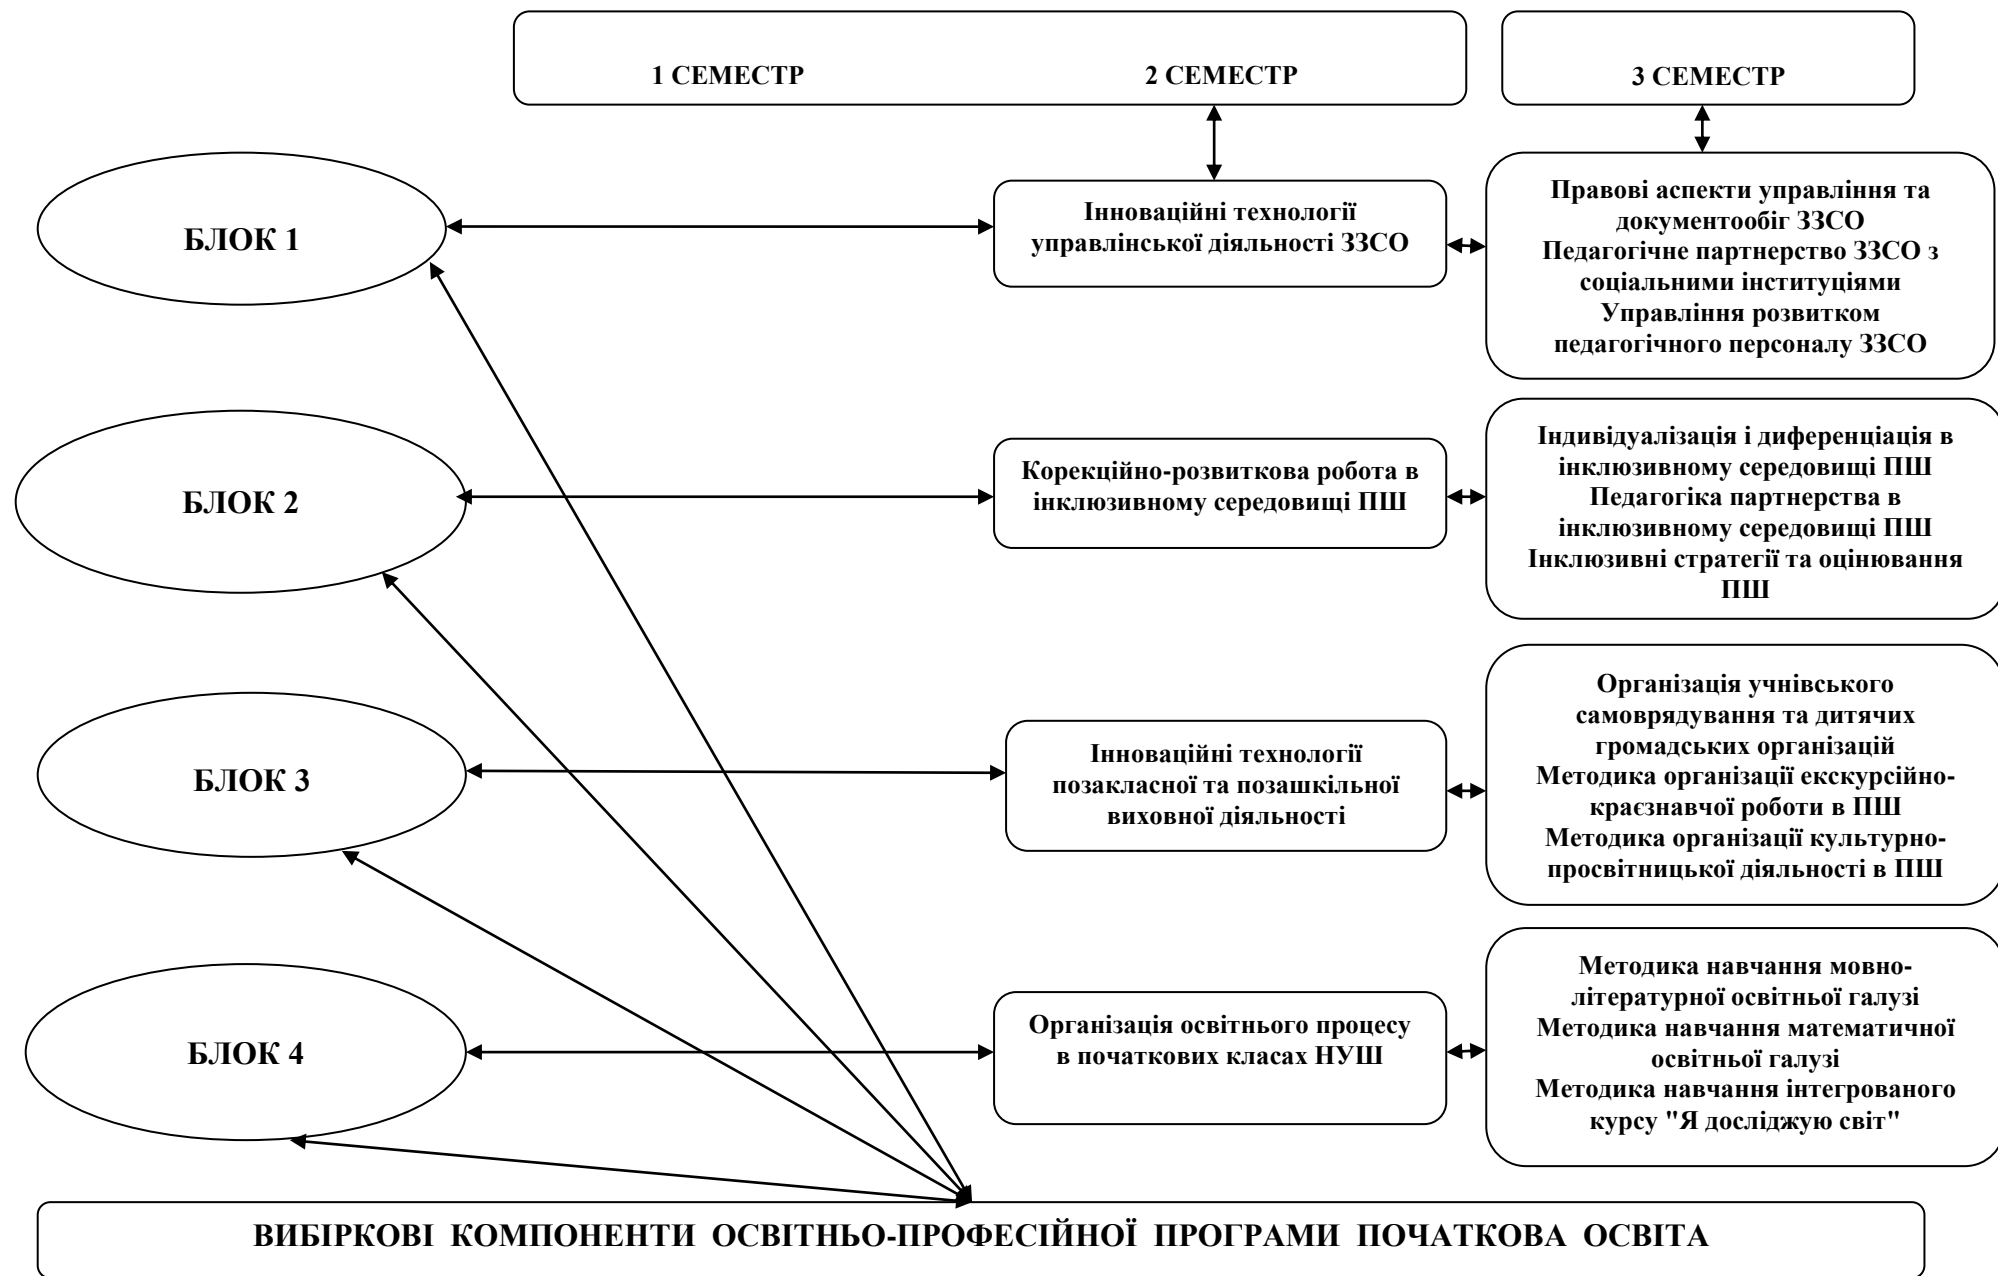 1 СЕМЕСТР
2 СЕМЕСТР
3 СЕМЕСТР
БЛОК 1
Інноваційні технології
управлінської діяльності ЗЗСО
Правові аспекти управління та
документообіг ЗЗСО
Педагогічне партнерство ЗЗСО з
соціальними інституціями
Управління розвитком
педагогічного персоналу ЗЗСО
БЛОК 2
Корекційно-розвиткова робота в
інклюзивному середовищі ПШ
Індивідуалізація і диференціація в
інклюзивному середовищі ПШ
Педагогіка партнерства в
інклюзивному середовищі ПШ
Інклюзивні стратегії та оцінювання
ПШ
БЛОК 3
Інноваційні технології
позакласної та позашкільної
виховної діяльності
Організація учнівського
самоврядування та дитячих
громадських організацій
Методика організації екскурсійно-
краєзнавчої роботи в ПШ
Методика організації культурно-
просвітницької діяльності в ПШ
БЛОК 4
Організація освітнього процесу
в початкових класах НУШ
Методика навчання мовно-
літературної освітньої галузі
Методика навчання математичної
освітньої галузі
Методика навчання інтегрованого
курсу "Я досліджую світ"
ВИБІРКОВІ КОМПОНЕНТИ ОСВІТНЬО-ПРОФЕСІЙНОЇ ПРОГРАМИ ПОЧАТКОВА ОСВІТА